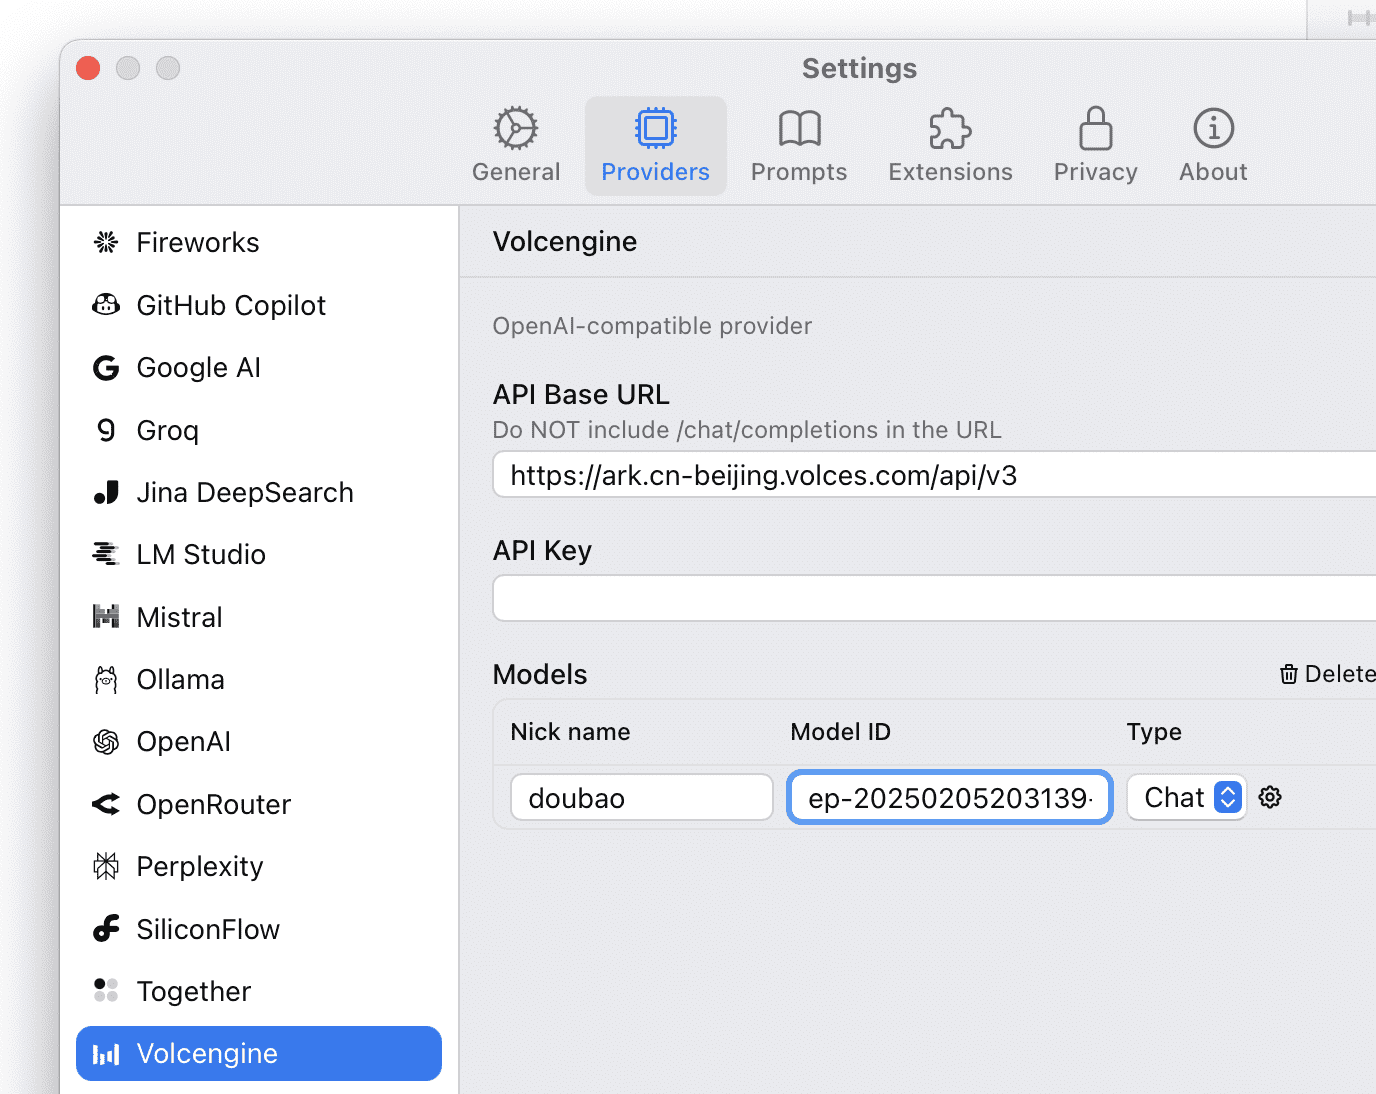 Settings
General
Providers
Prompts
Extensions
Privacy
About
Fireworks
GitHub Copilot
Google AI
Groq
Jina DeepSearch
LM Studio
Mistral
Ollama
OpenAI
OpenRouter
Perplexity
SiliconFlow
Together
Volcengine
Volcengine
OpenAI-compatible provider
API Base URL
Do NOT include /chat/completions in the URL
https://ark.cn-beijing.volces.com/api/v3
API Key
Models
Delete
Nick name
Model ID
Type
doubao
ep-20250205203139-
Chat